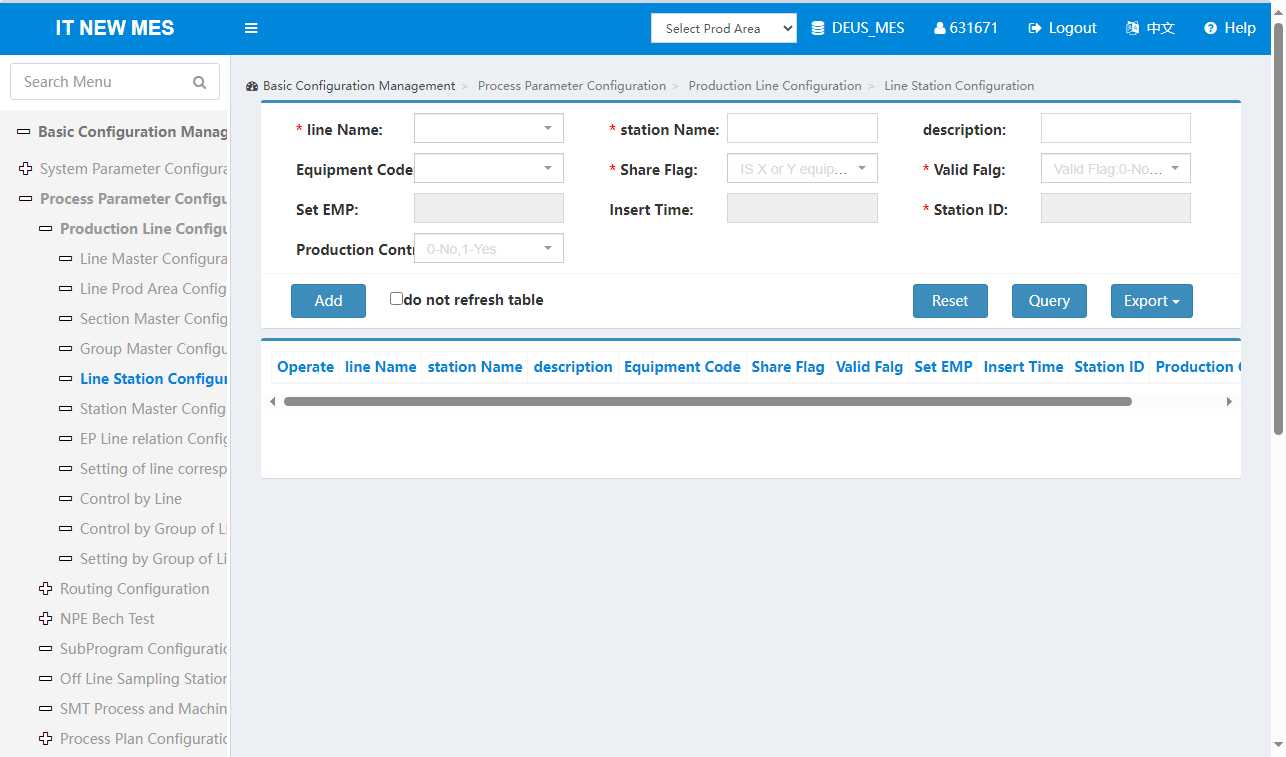 IT NEW MES
Select Prod Area
DEUS_MES
631671
Logout
中文
Help
Search Menu
Basic Configuration Manag
System Parameter Configura
Process Parameter Configu
Production Line Configu
Line Master Configura
Line Prod Area Config
Section Master Config
Group Master Configu
Line Station Configur
Station Master Config
EP Line relation Config
Setting of line corresp
Control by Line
Control by Group of Li
Setting by Group of Li
Routing Configuration
NPE Bech Test
SubProgram Configuratio
Off Line Sampling Station
SMT Process and Machin
Process Plan Configuratio
Basic Configuration Management > Process Parameter Configuration > Production Line Configuration > Line Station Configuration
* line Name:
* station Name:
description:
Equipment Code
* Share Flag:
IS X or Y equip...
* Valid Falg:
Valid Flag:0-No...
Set EMP:
Insert Time:
* Station ID:
Production Contr
0-No,1-Yes
Add
do not refresh table
Reset
Query
Export
Operate line Name station Name description Equipment Code Share Flag Valid Falg Set EMP Insert Time Station ID Production C